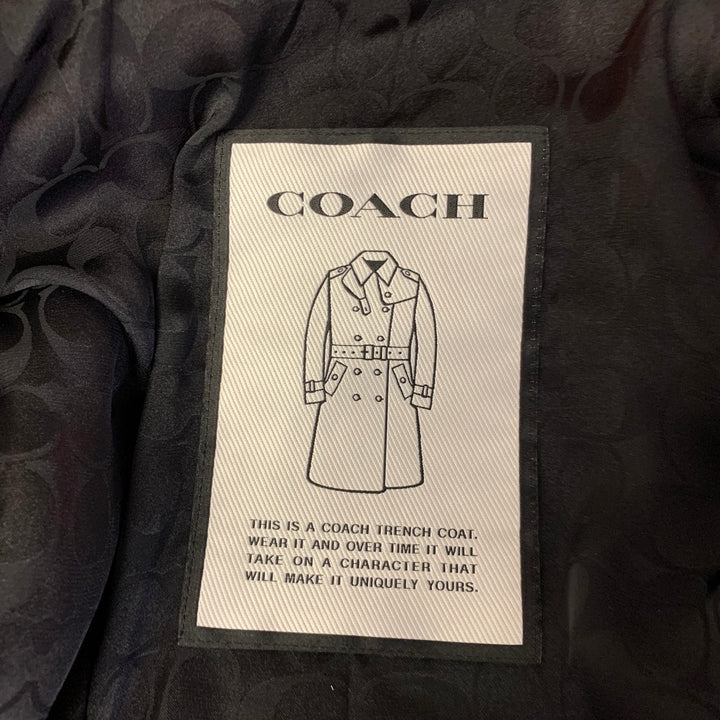 COACH
THIS IS A COACH TRENCH COAT.
WEAR IT AND OVER TIME IT WILL
TAKE ON A CHARACTER THAT
WILL MAKE IT UNIQUELY YOURS.